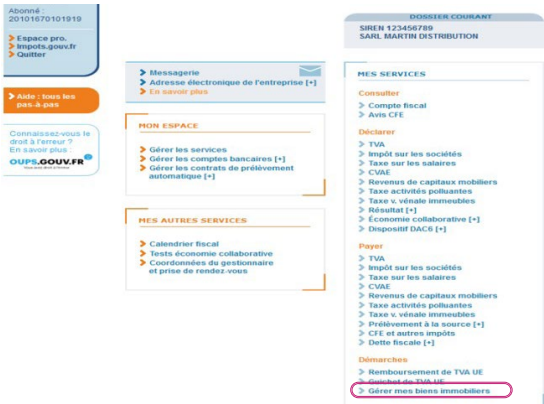 Abonné :
20101670101919
Espace pro.
Impots.gouv.fr
Quitter
Aide : tous les
pas-à-pas
Connaissez-vous le
droit à l'erreur ?
En savoir plus :
OUPS.GOUV.FR
Messagerie
Adresse électronique de l'entreprise [+]
En savoir plus
MON ESPACE
Gérer les services
Gérer les comptes bancaires [+]
Gérer les contrats de prélèvement
automatique [+]
MES AUTRES SERVICES
Calendrier fiscal
Tests économie collaborative
Coordonnées du gestionnaire
et prise de rendez-vous
DOSSIER COURANT
SIREN 123456789
SARL MARTIN DISTRIBUTION
MES SERVICES
Consulter
Compte fiscal
Avis CFE
Déclarer
TVA
Impôt sur les sociétés
Taxe sur les salaires
CVAE
Revenus de capitaux mobiliers
Taxe activités polluantes
Taxe v. vénale immeubles
Résultat [+]
Économie collaborative [+]
Dispositif DAC6 [+]
Payer
TVA
Impôt sur les sociétés
Taxe sur les salaires
CVAE
Revenus de capitaux mobiliers
Taxe activités polluantes
Taxe v. vénale immeubles
Prélèvement à la source [+]
CFE et autres impôts
Dette fiscale [+]
Démarches
Remboursement de TVA UE
Guichet de TVA UE
Gérer mes biens immobiliers